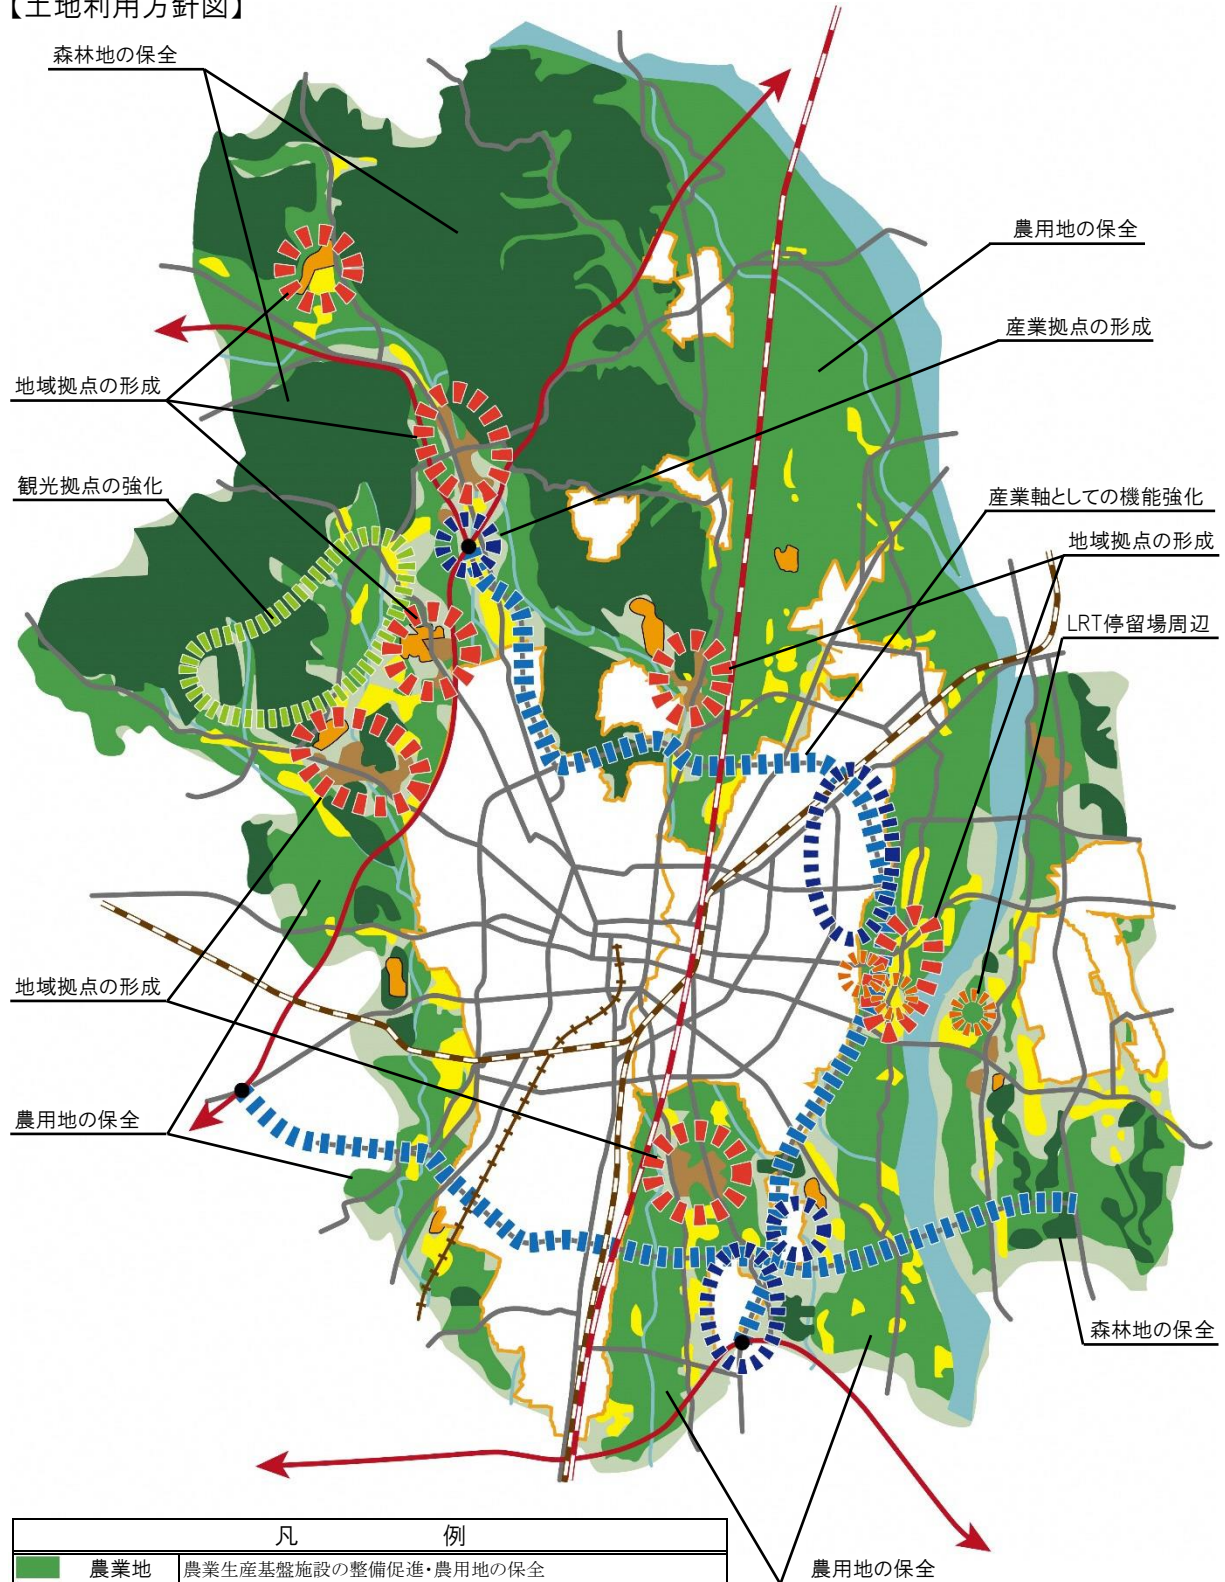 【土地利用方針図】
森林地の保全
農用地の保全
産業拠点の形成
地域拠点の形成
観光拠点の強化
産業軸としての機能強化
地域拠点の形成
LRT停留場周辺
地域拠点の形成
農用地の保全
森林地の保全
農用地の保全
凡 例
農業地 農業生産基盤施設の整備促進・農用地の保全